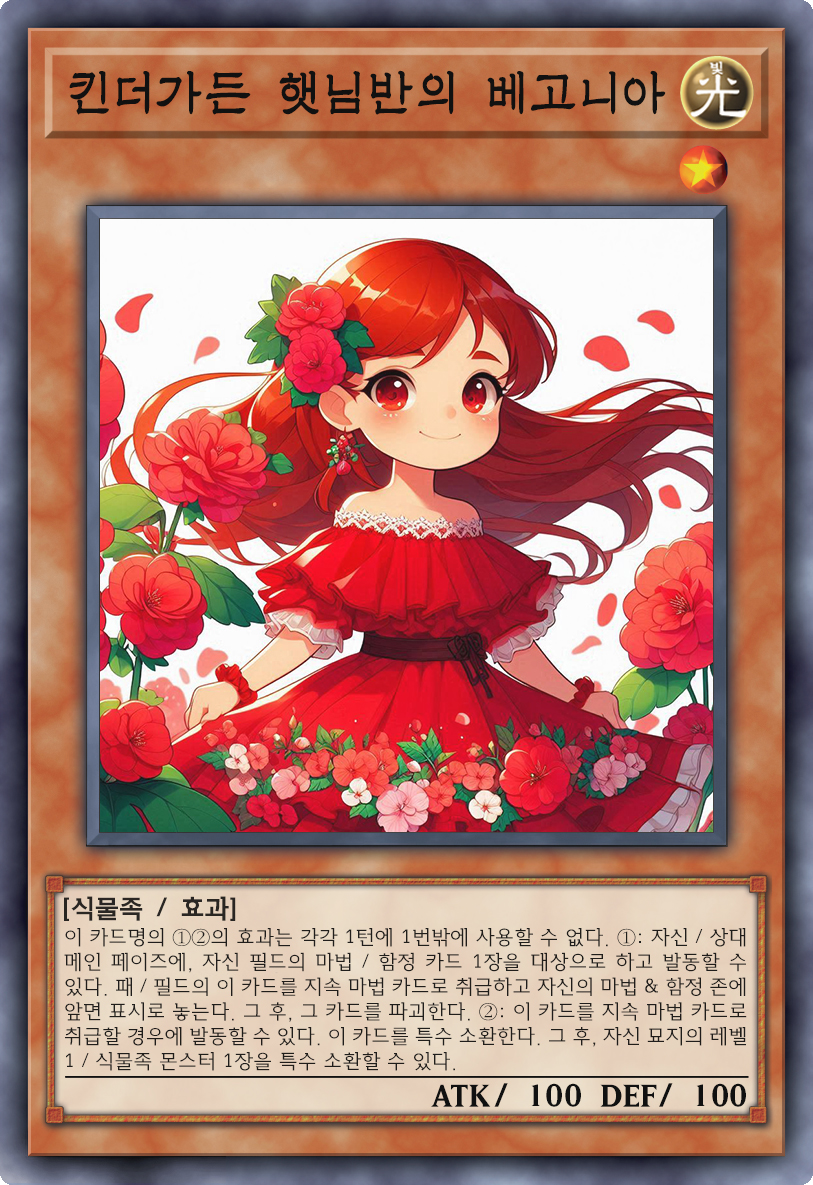 킨더가든 햇님반의 베고니아
빛
光
[식물족 / 효과]
이 카드명의 ①②의 효과는 각각 1턴에 1번밖에 사용할 수 없다. ①: 자신 / 상대
메인 페이즈에, 자신 필드의 마법 / 함정 카드 1장을 대상으로 하고 발동할 수
있다. 패 / 필드의 이 카드를 지속 마법 카드로 취급하고 자신의 마법 & 함정 존에
앞면 표시로 놓는다. 그 후, 그 카드를 파괴한다. ②: 이 카드를 지속 마법 카드로
취급할 경우에 발동할 수 있다. 이 카드를 특수 소환한다. 그 후, 자신 묘지의 레벨
1 / 식물족 몬스터 1장을 특수 소환할 수 있다.
ATK/ 100 DEF/ 100